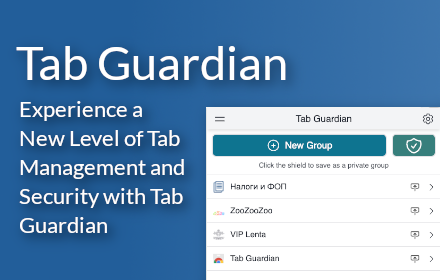 Tab Guardian
Experience a
New Level of Tab
Management and
Security with Tab
Guardian
Tab Guardian
New Group
Click the shield to save as a private group
Налоги и ФОП
ZooZooZoo
VIP Lenta
Tab Guardian